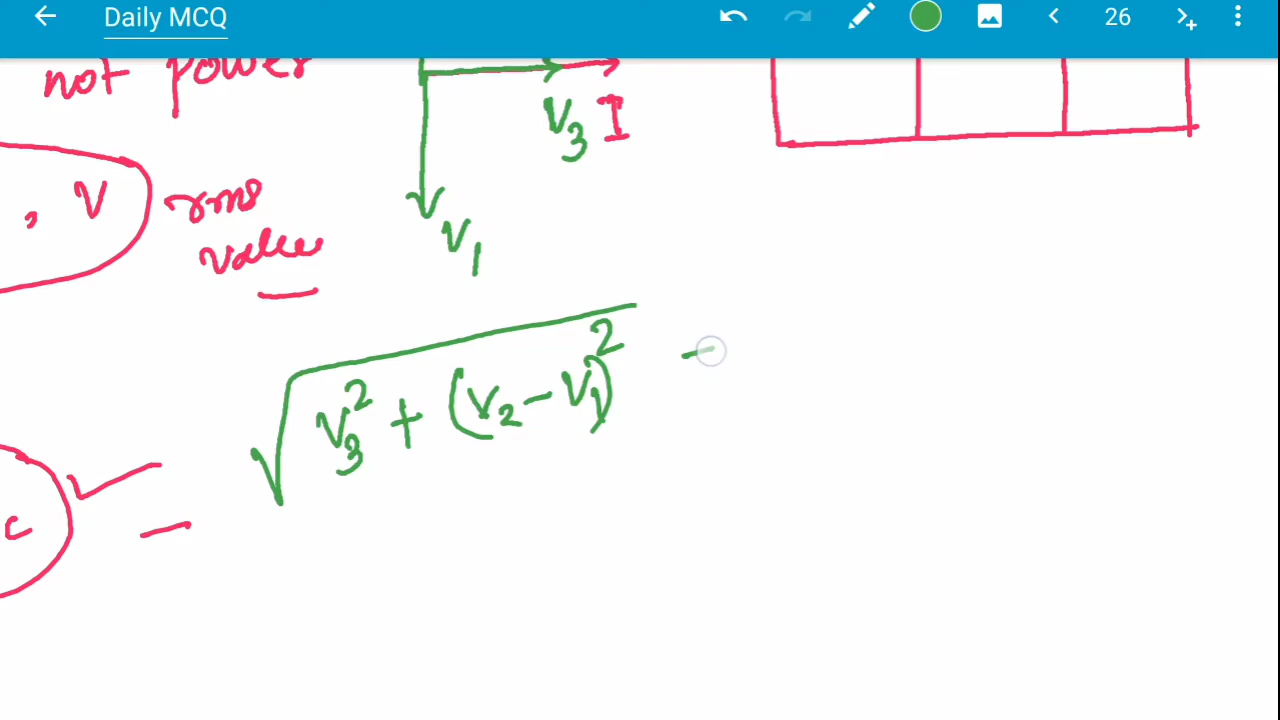 Daily MCQ
26
not power
V₃ I
, V
rms
value
V₁
√(V₃² + (V₂ - V₁)²)
c